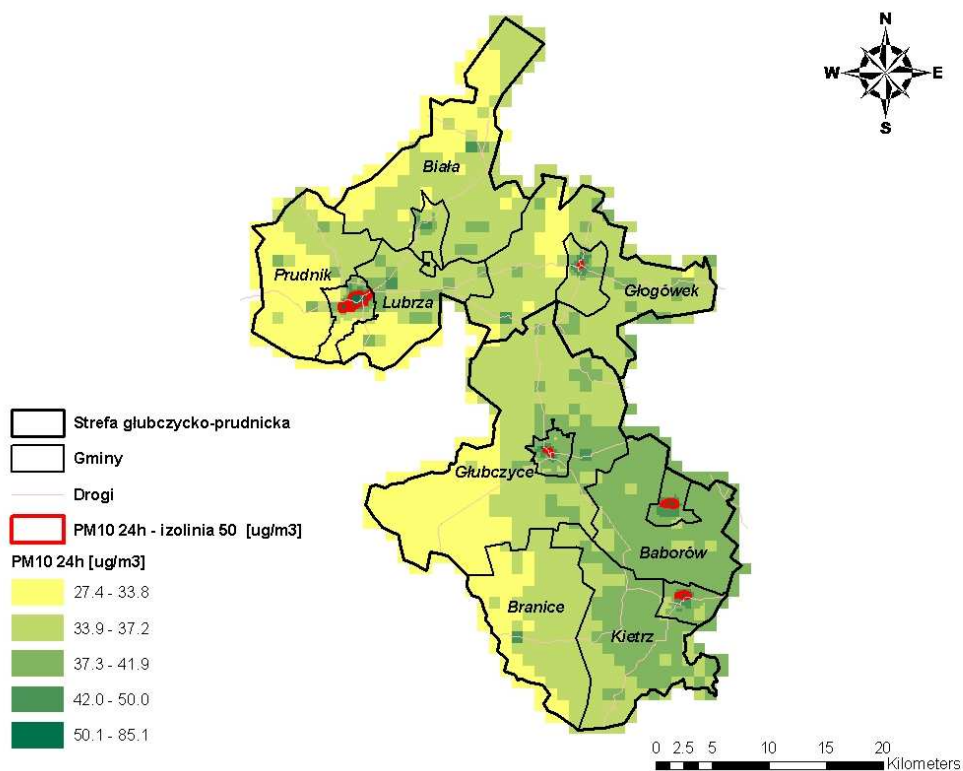 N
W E
S
Biała
Prudnik
Lubrza
Głogówek
Głubczyce
Baborów
Branice
Kietrz
Strefa głubczycko-prudnicka
Gminy
Drogi
PM10 24h - izolinia 50 [ug/m3]
PM10 24h [ug/m3]
27.4 - 33.8
33.9 - 37.2
37.3 - 41.9
42.0 - 50.0
50.1 - 85.1
0 2.5 5 10 15 20
Kilometers